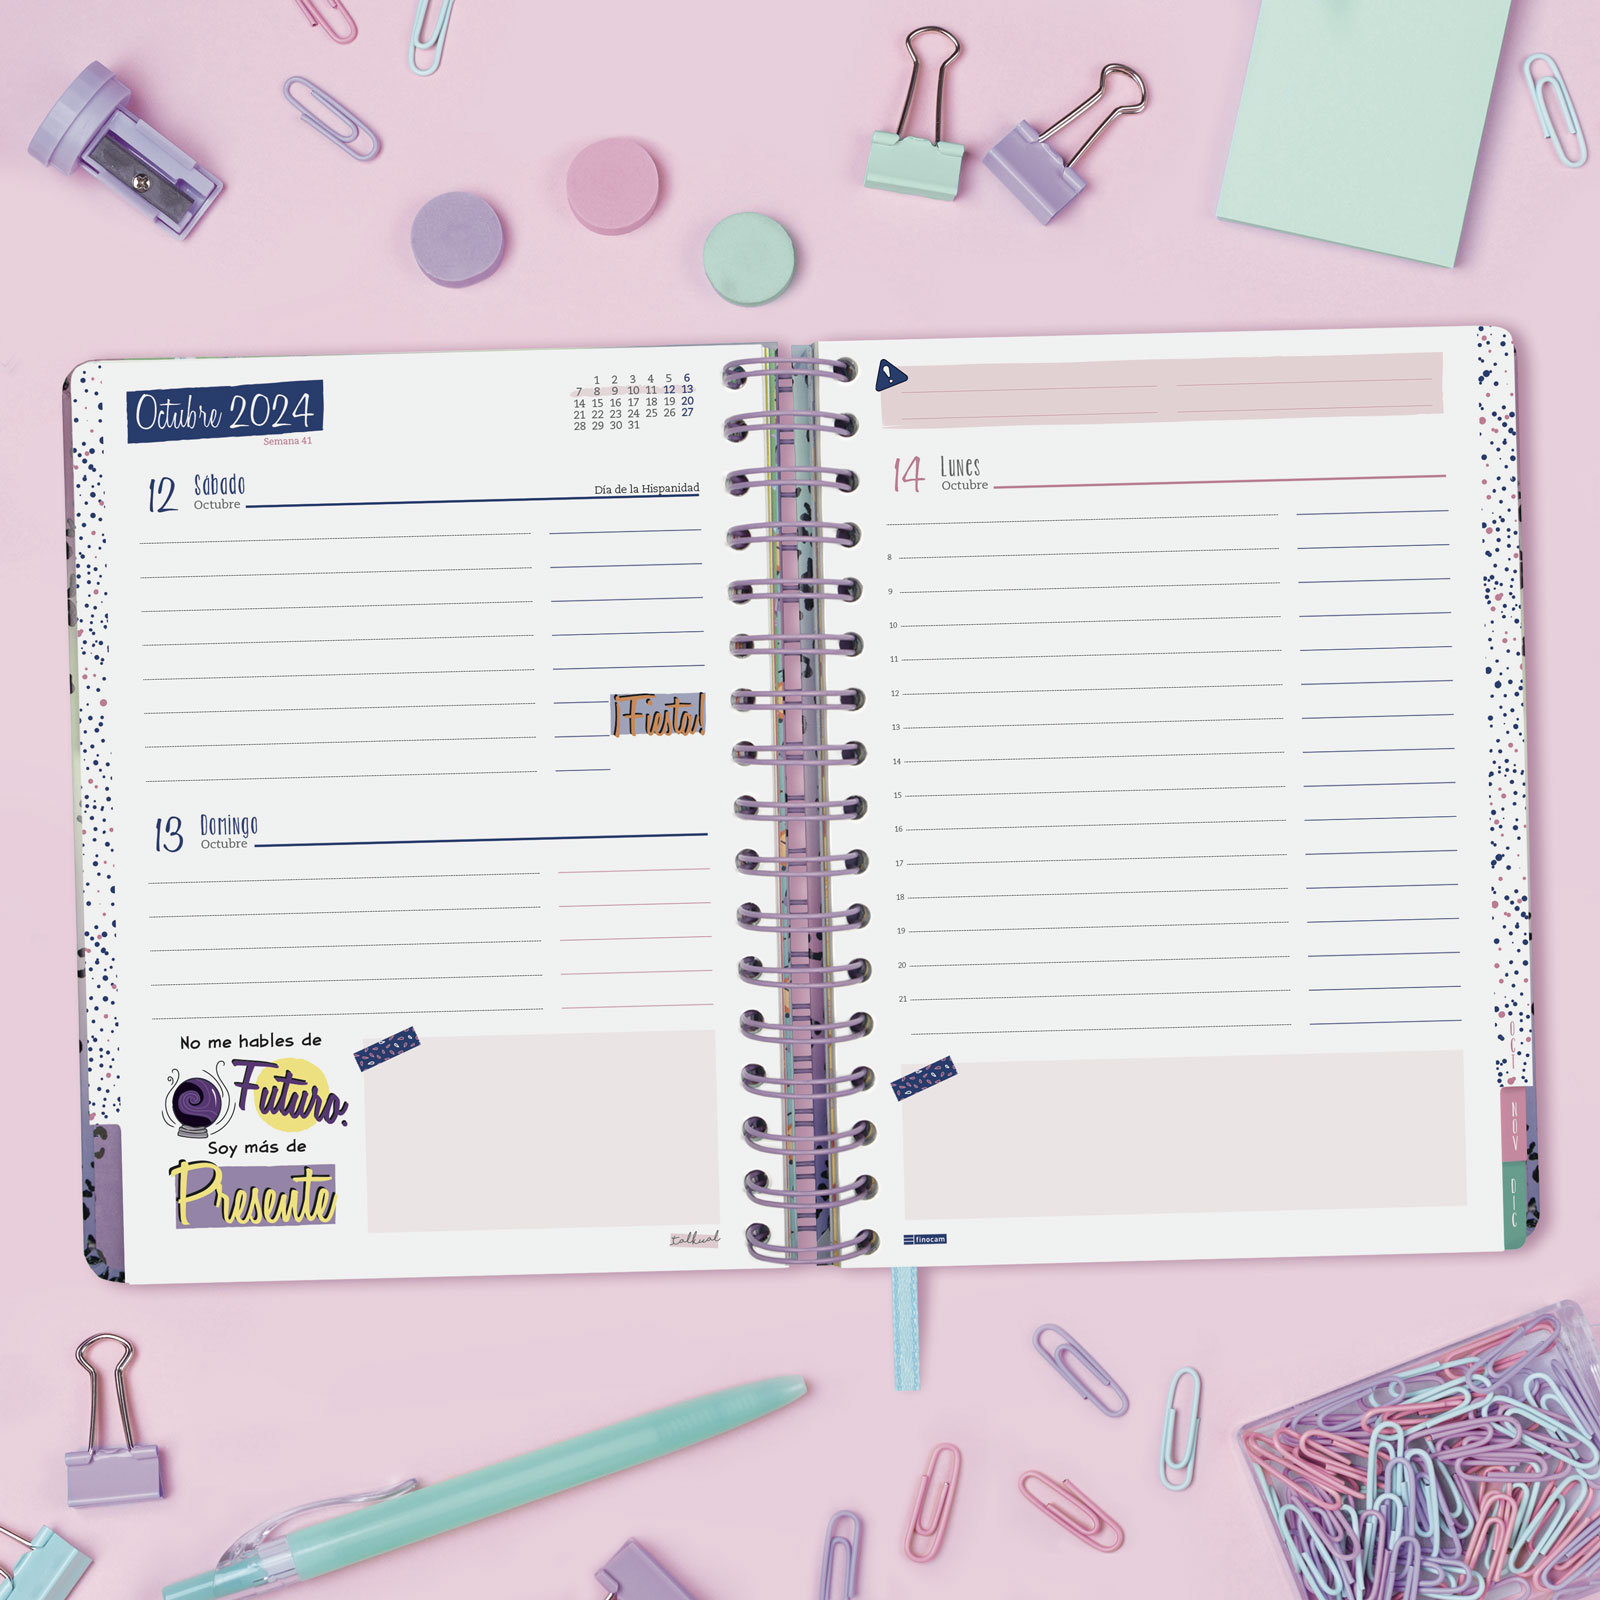 Octubre 2024
Semana 41
1 2 3 4 5 6
7 8 9 10 11 12 13
14 15 16 17 18 19 20
21 22 23 24 25 26 27
28 29 30 31
12 Sábado
Octubre
Día de la Hispanidad
¡Fiesta!
13 Domingo
Octubre
No me hables de
Futuro.
Soy más de
Presente
talkual
!
14 Lunes
Octubre
8
9
10
11
12
13
14
15
16
17
18
19
20
21
finocam
OCT
NOV
DIC